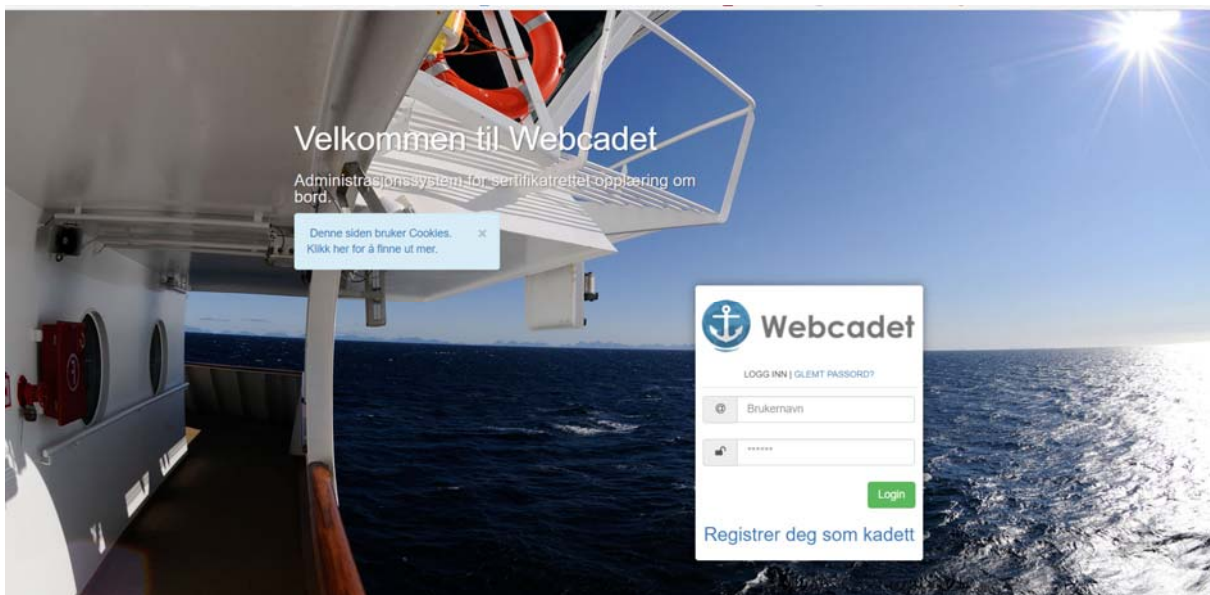 Velkommen til Webcadet
Administrasjonssystem for sertifikatrettet opplæring om
bord.
Denne siden bruker Cookies. ×
Klikk her for å finne ut mer.
Webcadet
LOGG INN | GLEMT PASSORD?
@ Brukernavn
******
Login
Registrer deg som kadett